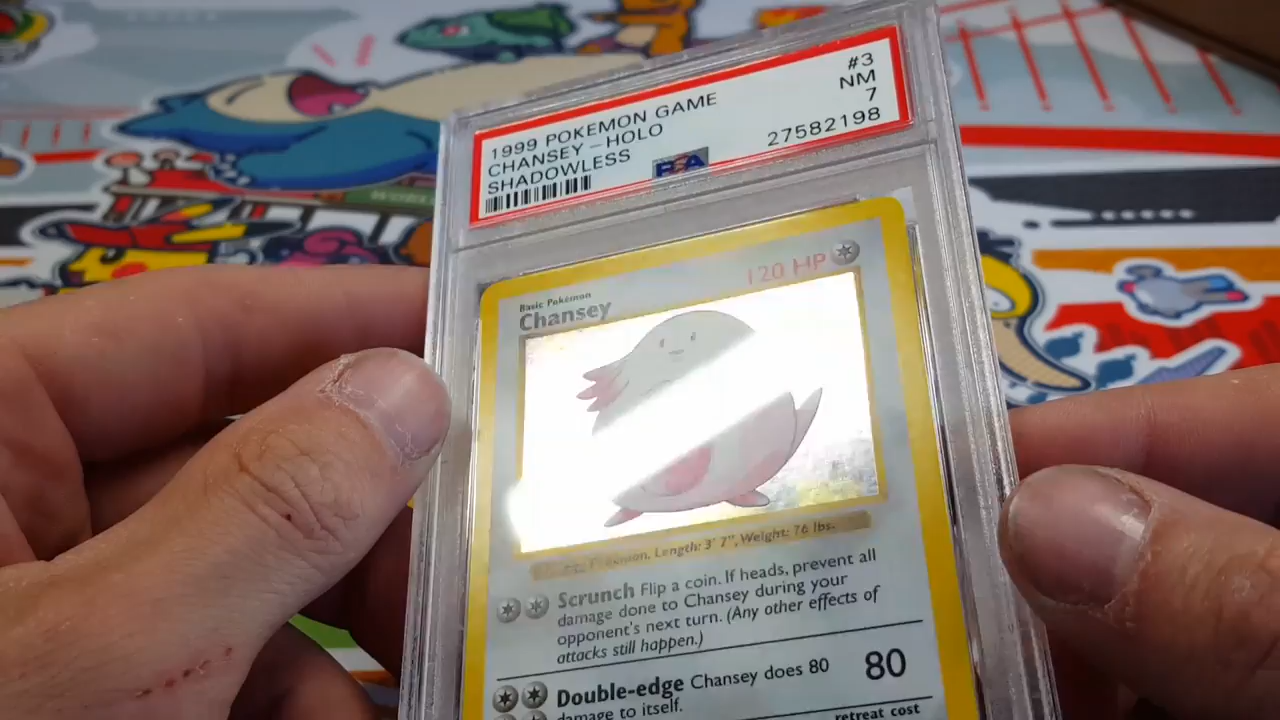 1999 POKEMON GAME
#3
CHANSEY-HOLO
NM
SHADOWLESS
7
PSA
27582198
Basic Pokémon
Chansey
120 HP
Pokémon. Length: 3' 7", Weight: 76 lbs.
Scrunch Flip a coin. If heads, prevent all
damage done to Chansey during your
opponent's next turn. (Any other effects of
attacks still happen.)
Double-edge Chansey does 80
damage to itself.
80
retreat cost